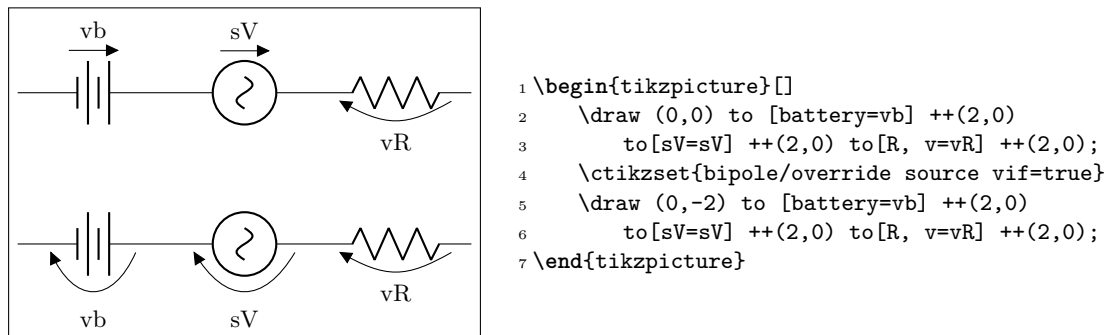 vb sV
vR
vb sV vR
1 \begin{tikzpicture}[]
2 \draw (0,0) to [battery=vb] ++(2,0)
3 to[sV=sV] ++(2,0) to[R, v=vR] ++(2,0);
4 \ctikzset{bipole/override source vif=true}
5 \draw (0,-2) to [battery=vb] ++(2,0)
6 to[sV=sV] ++(2,0) to[R, v=vR] ++(2,0);
7 \end{tikzpicture}